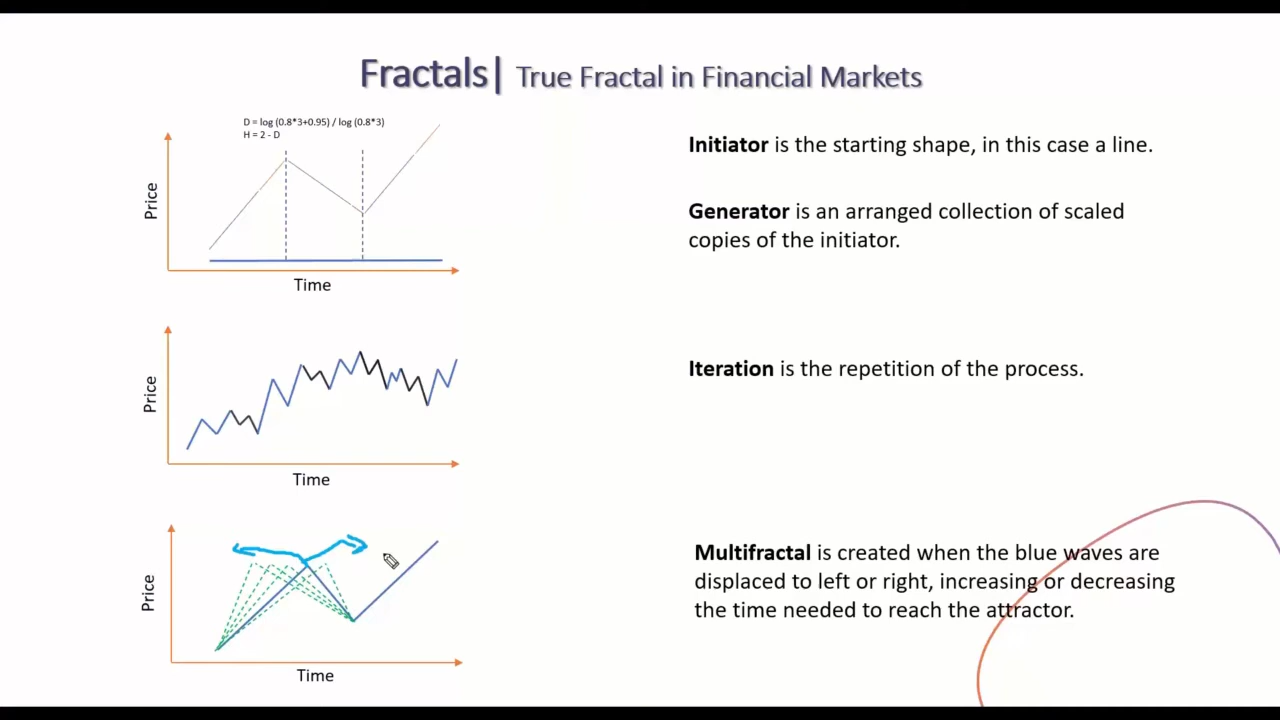 Fractals| True Fractal in Financial Markets
D = log (0.8*3+0.95) / log (0.8*3)
H = 2 - D
Price
Time
Initiator is the starting shape, in this case a line.
Generator is an arranged collection of scaled
copies of the initiator.
Price
Time
Iteration is the repetition of the process.
Price
Time
Multifractal is created when the blue waves are
displaced to left or right, increasing or decreasing
the time needed to reach the attractor.